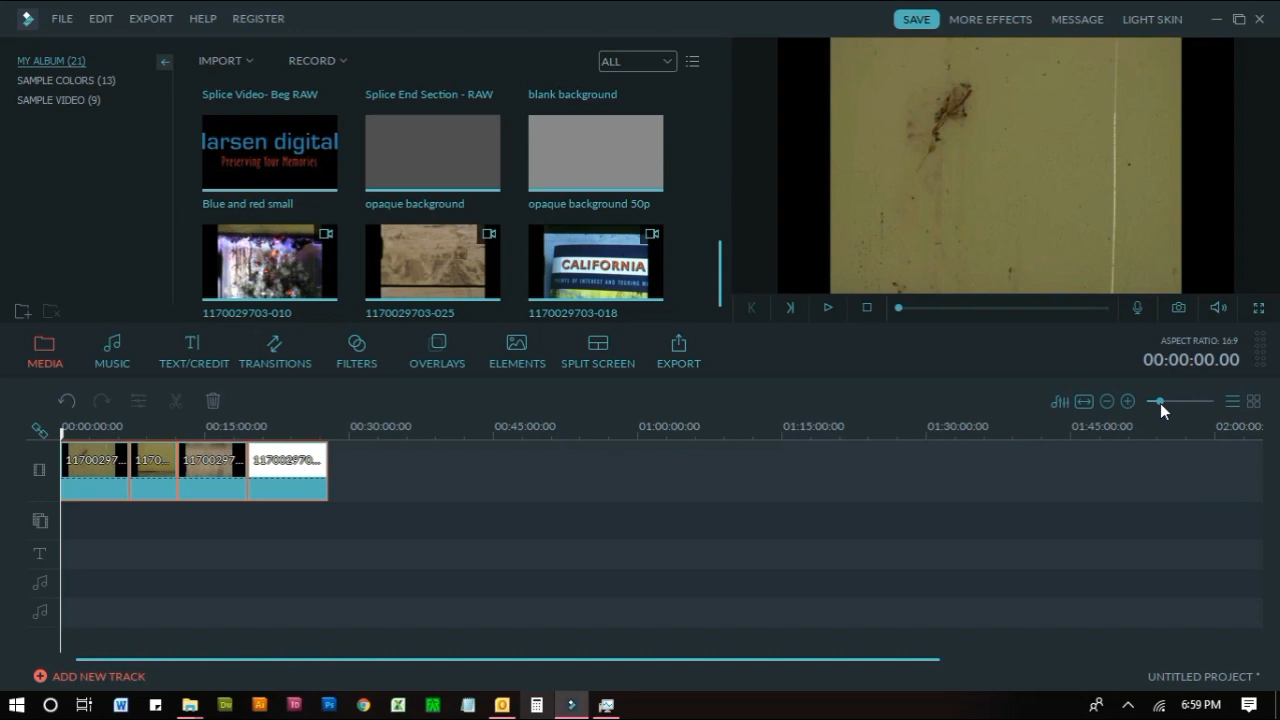 FILE EDIT EXPORT HELP REGISTER SAVE MORE EFFECTS MESSAGE LIGHT SKIN
MY ALBUM (21)
SAMPLE COLORS (13)
SAMPLE VIDEO (9)
IMPORT RECORD ALL
Splice Video- Beg RAW Splice End Section - RAW blank background
larsen digital
Preserving Your Memories
Blue and red small opaque background opaque background 50p
CALIFORNIA
1170029703-010 1170029703-025 1170029703-018
MEDIA MUSIC TEXT/CREDIT TRANSITIONS FILTERS OVERLAYS ELEMENTS SPLIT SCREEN EXPORT
ASPECT RATIO: 16:9
00:00:00.00
00:00:00:00 00:15:00:00 00:30:00:00 00:45:00:00 01:00:00:00 01:15:00:00 01:30:00:00 01:45:00:00 02:00:00:
11700297... 1170... 11700297... 117002970...
ADD NEW TRACK UNTITLED PROJECT *
6:59 PM